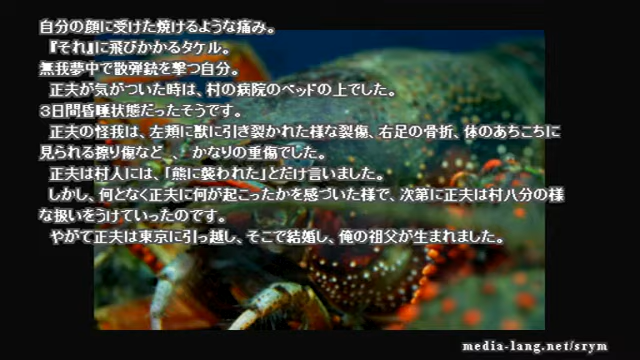 自分の顔に受けた焼けるような痛み。
『それ』に飛びかかるタケル。
無我夢中で散弾銃を撃つ自分。
正夫が気がついた時は、村の病院のベッドの上でした。
３日間昏睡状態だったそうです。
正夫の怪我は、左頬に獣に引き裂かれた様な裂傷、右足の骨折、体のあちこちに
見られる擦り傷など 、 かなりの重傷でした。
正夫は村人には、「熊に襲われた」とだけ言いました。
しかし、何となく正夫に何が起こったかを感づいた様で、次第に正夫は村八分の様
な扱いをうけていったのです。
やがて正夫は東京に引っ越し、そこで結婚し、俺の祖父が生まれました。
media-lang.net/srym